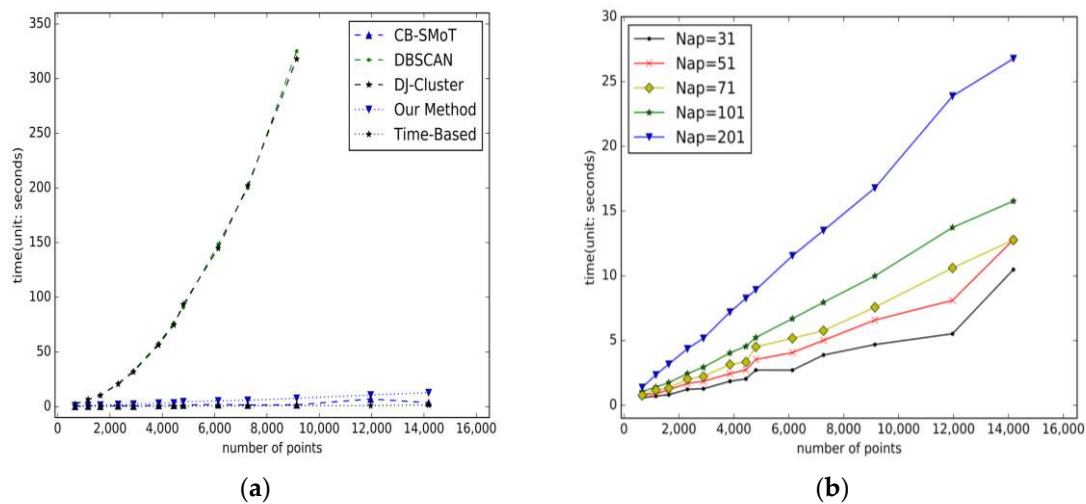 350
300
250
200
150
100
50
0
time(unit: seconds)
CB-SMoT
DBSCAN
DJ-Cluster
Our Method
Time-Based
0
2,000
4,000
6,000
8,000
10,000
12,000
14,000
16,000
number of points
(a)
30
25
20
15
10
5
0
time(unit: seconds)
Nap=31
Nap=51
Nap=71
Nap=101
Nap=201
0
2,000
4,000
6,000
8,000
10,000
12,000
14,000
16,000
number of points
(b)